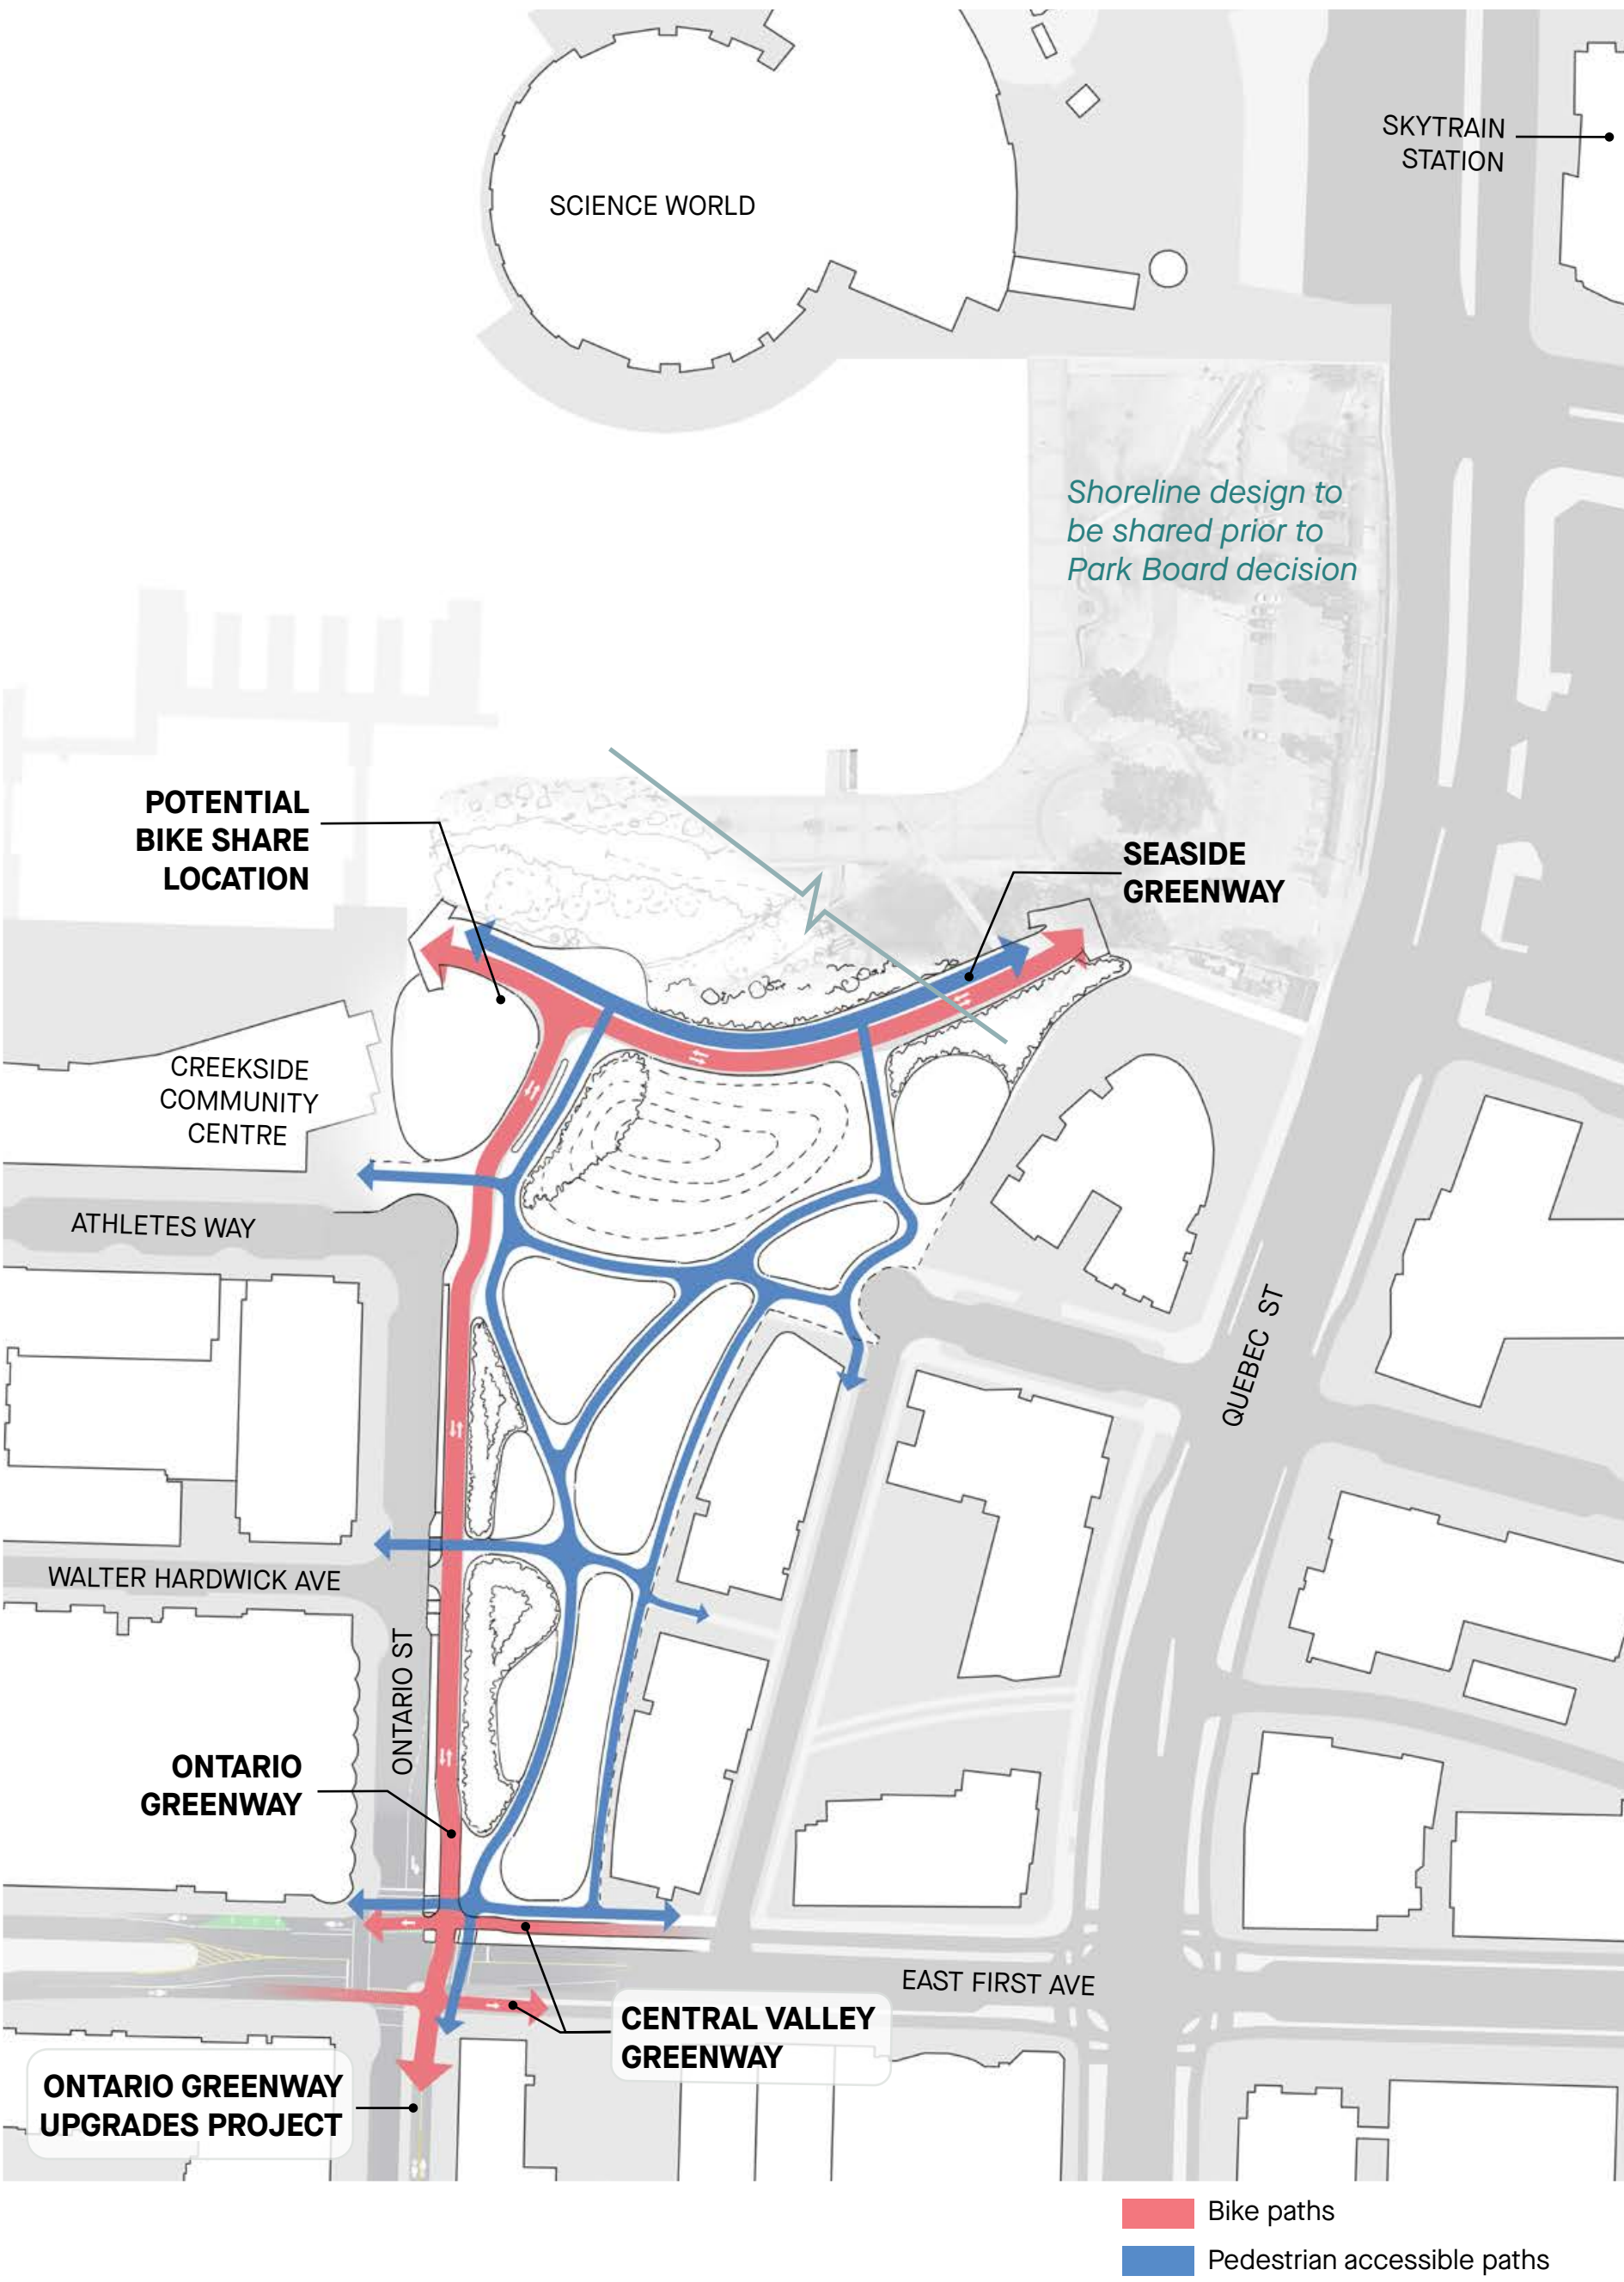 SCIENCE WORLD
SKYTRAIN
STATION
Shoreline design to
be shared prior to
Park Board decision
POTENTIAL
BIKE SHARE
LOCATION
SEASIDE
GREENWAY
CREEKSIDE
COMMUNITY
CENTRE
ATHLETES WAY
QUEBEC ST
WALTER HARDWICK AVE
ONTARIO ST
ONTARIO
GREENWAY
EAST FIRST AVE
CENTRAL VALLEY
GREENWAY
ONTARIO GREENWAY
UPGRADES PROJECT
Bike paths
Pedestrian accessible paths